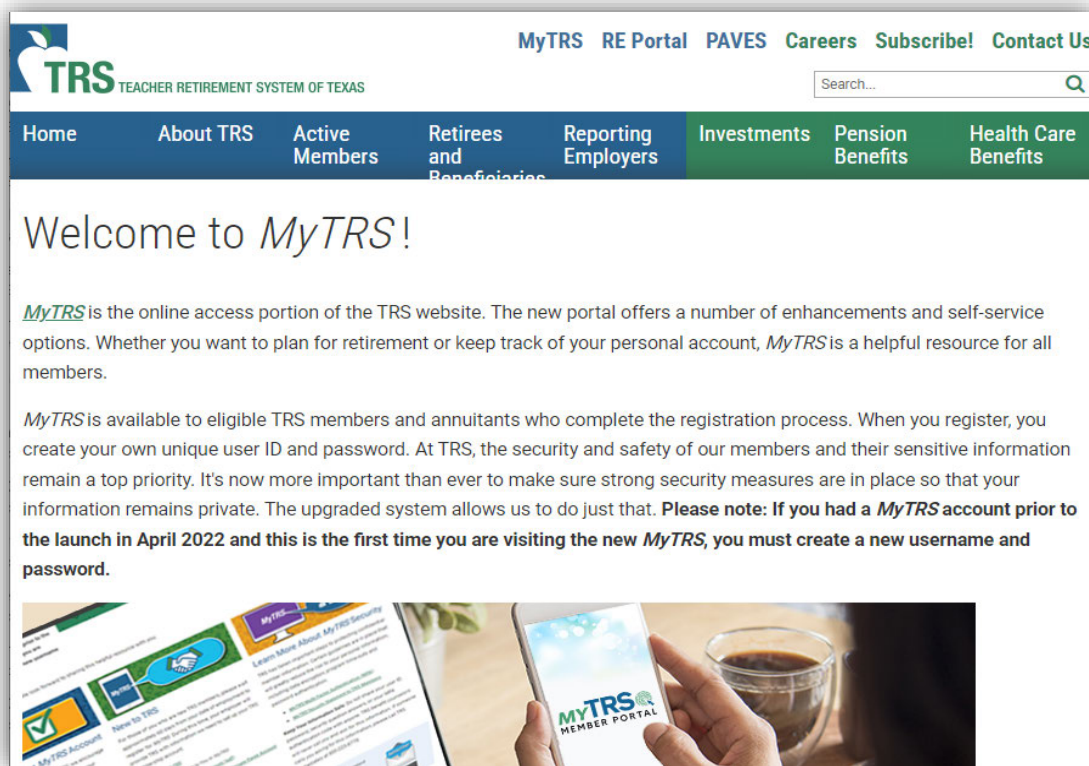 MyTRS RE Portal PAVES Careers Subscribe! Contact Us
TRS TEACHER RETIREMENT SYSTEM OF TEXAS
Search...
Home About TRS Active Members Retirees and Beneficiaries Reporting Employers Investments Pension Benefits Health Care Benefits
Welcome to MyTRS!
MyTRS is the online access portion of the TRS website. The new portal offers a number of enhancements and self-service
options. Whether you want to plan for retirement or keep track of your personal account, MyTRS is a helpful resource for all
members.
MyTRS is available to eligible TRS members and annuitants who complete the registration process. When you register, you
create your own unique user ID and password. At TRS, the security and safety of our members and their sensitive information
remain a top priority. It's now more important than ever to make sure strong security measures are in place so that your
information remains private. The upgraded system allows us to do just that. Please note: If you had a MyTRS account prior to
the launch in April 2022 and this is the first time you are visiting the new MyTRS, you must create a new username and
password.
MyTRS
Learn More About MyTRS Security
New to TRS
MyTRS Account
MYTRS
MEMBER PORTAL